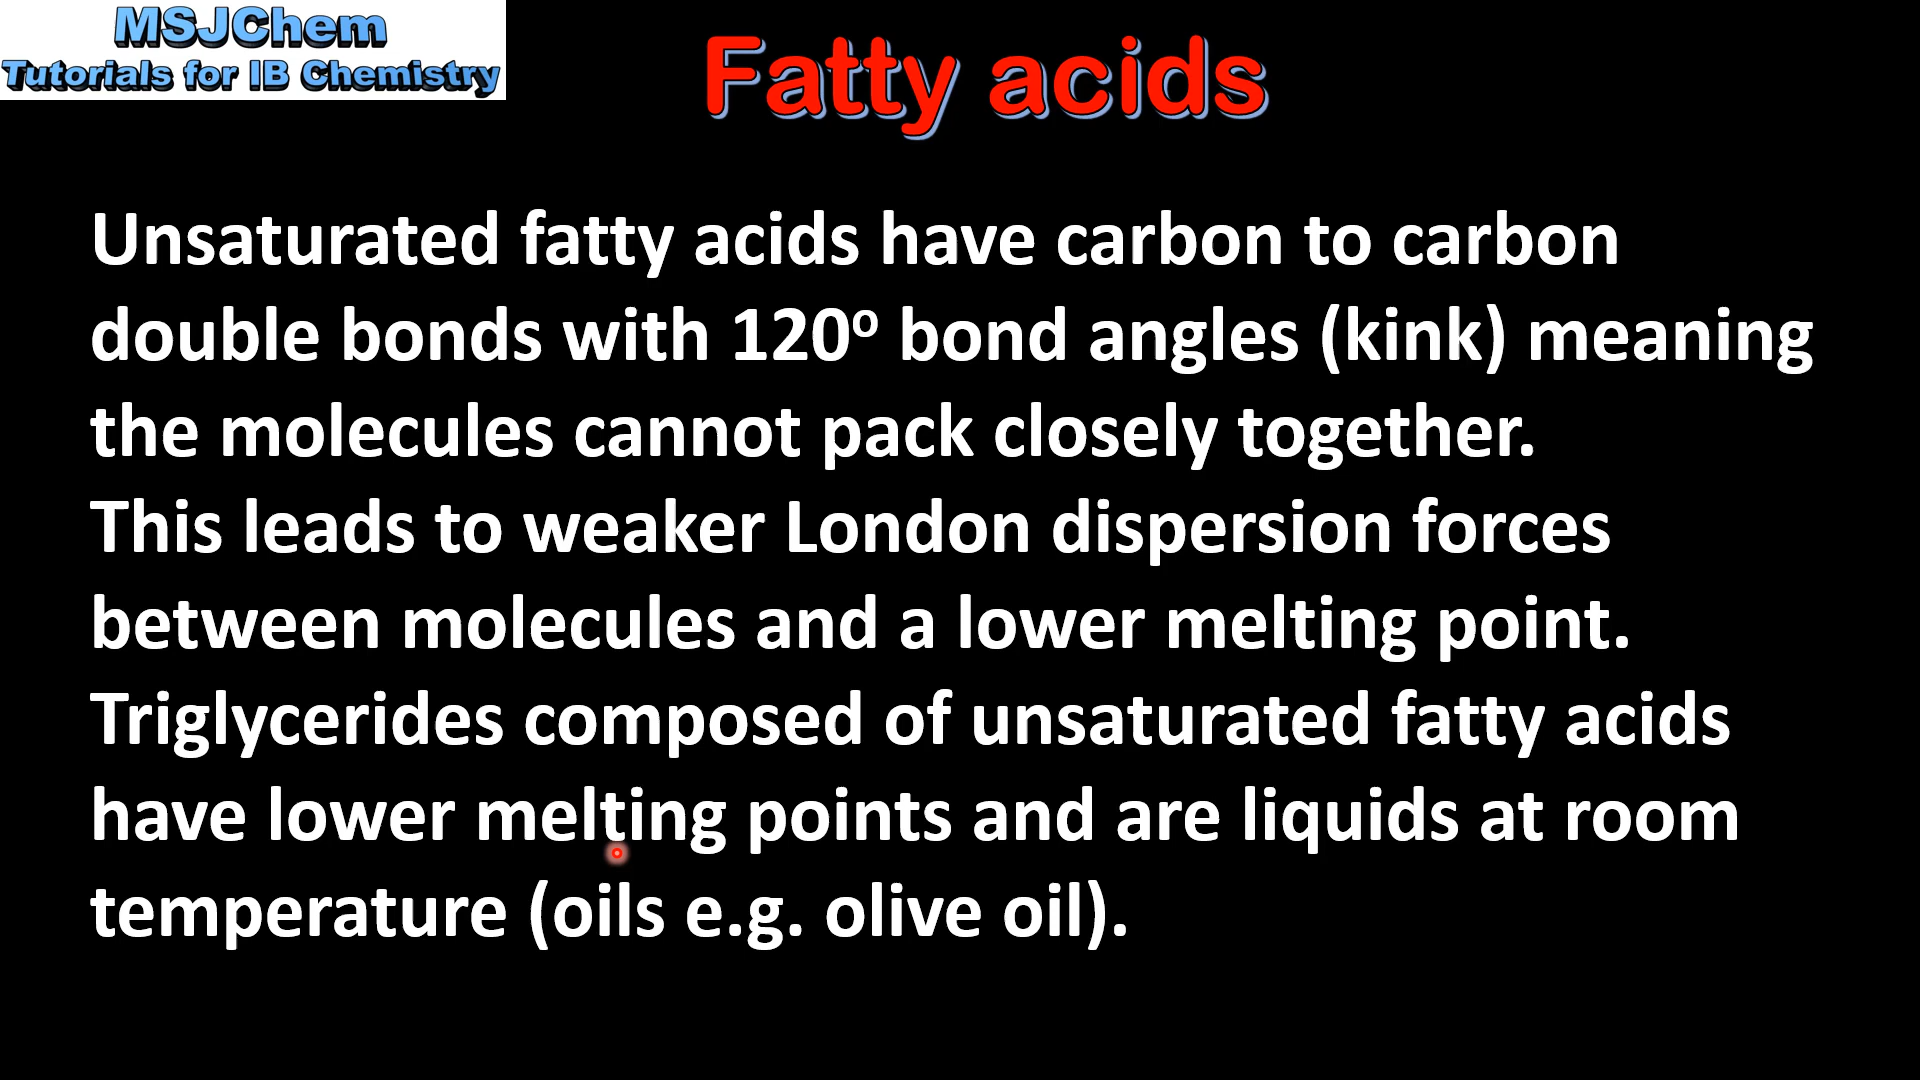 MSJChem
Tutorials for IB Chemistry
Fatty acids
Unsaturated fatty acids have carbon to carbon
double bonds with 120º bond angles (kink) meaning
the molecules cannot pack closely together.
This leads to weaker London dispersion forces
between molecules and a lower melting point.
Triglycerides composed of unsaturated fatty acids
have lower melting points and are liquids at room
temperature (oils e.g. olive oil).